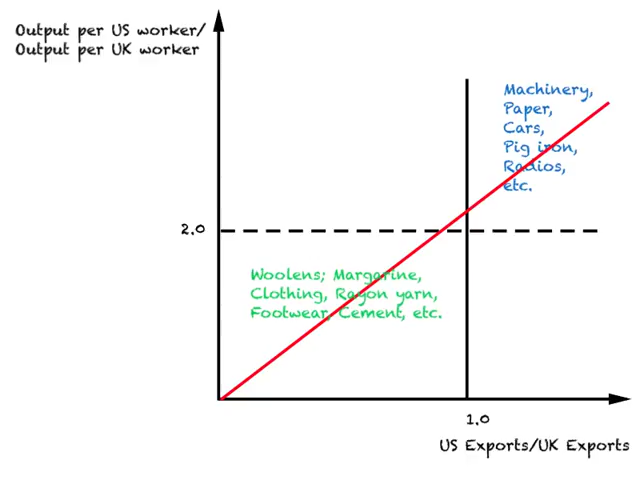 Output per US worker/
Output per UK worker
Machinery,
Paper,
Cars,
Pig iron,
Radios,
etc.
2.0
Woolens; Margarine,
Clothing, Rayon yarn,
Footwear, Cement, etc.
1.0
US Exports/UK Exports